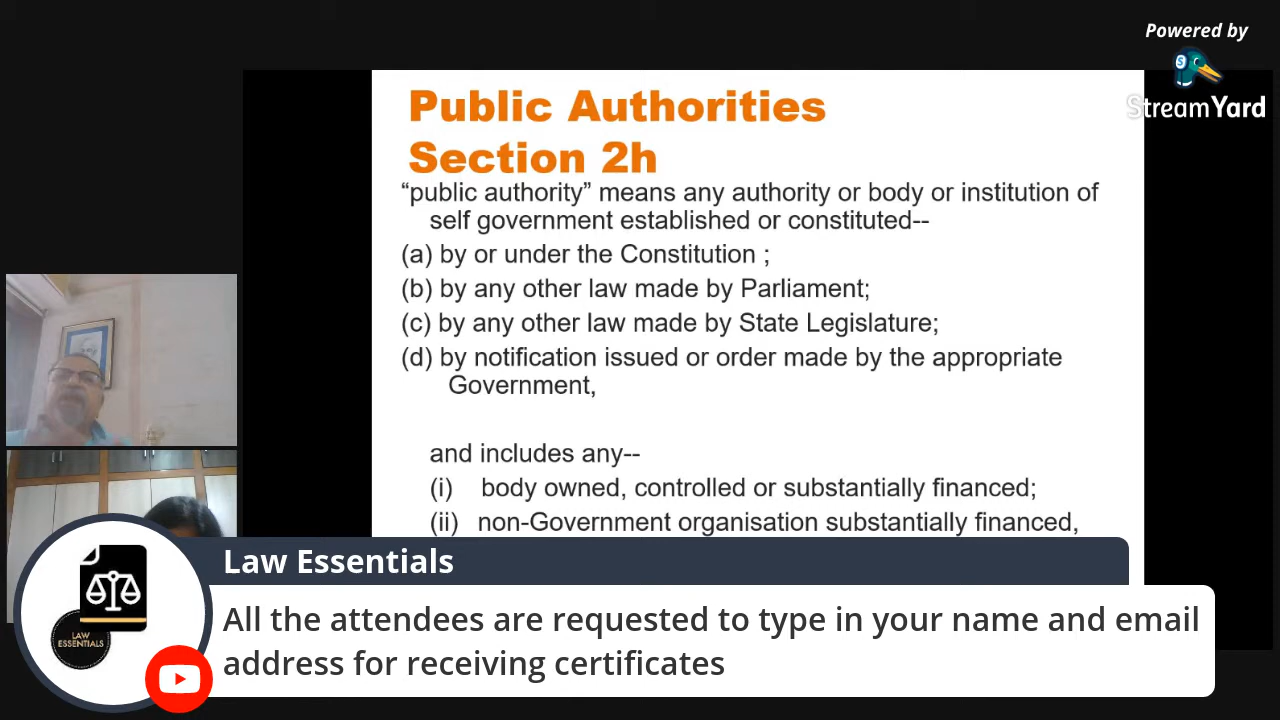 Powered by
StreamYard
Public Authorities
Section 2h
“public authority” means any authority or body or institution of
self government established or constituted--
(a) by or under the Constitution ;
(b) by any other law made by Parliament;
(c) by any other law made by State Legislature;
(d) by notification issued or order made by the appropriate
Government,
and includes any--
(i) body owned, controlled or substantially financed;
(ii) non-Government organisation substantially financed,
Law Essentials
All the attendees are requested to type in your name and email
address for receiving certificates
LAW
ESSENTIALS